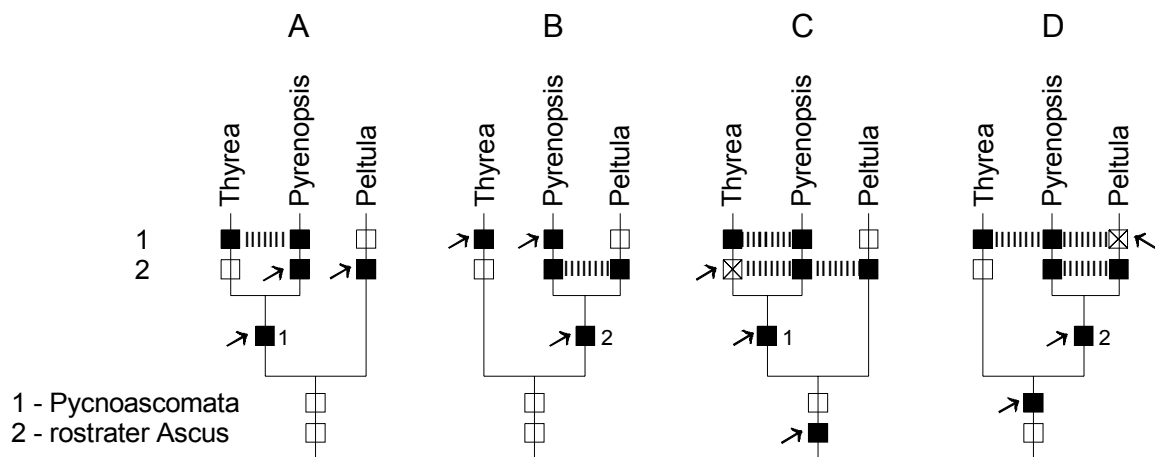 A B C D
Thyrea Pyrenopsis Peltula Thyrea Pyrenopsis Peltula Thyrea Pyrenopsis Peltula Thyrea Pyrenopsis Peltula
1
2
1 2 1 2
1 - Pycnoascomata
2 - rostrater Ascus